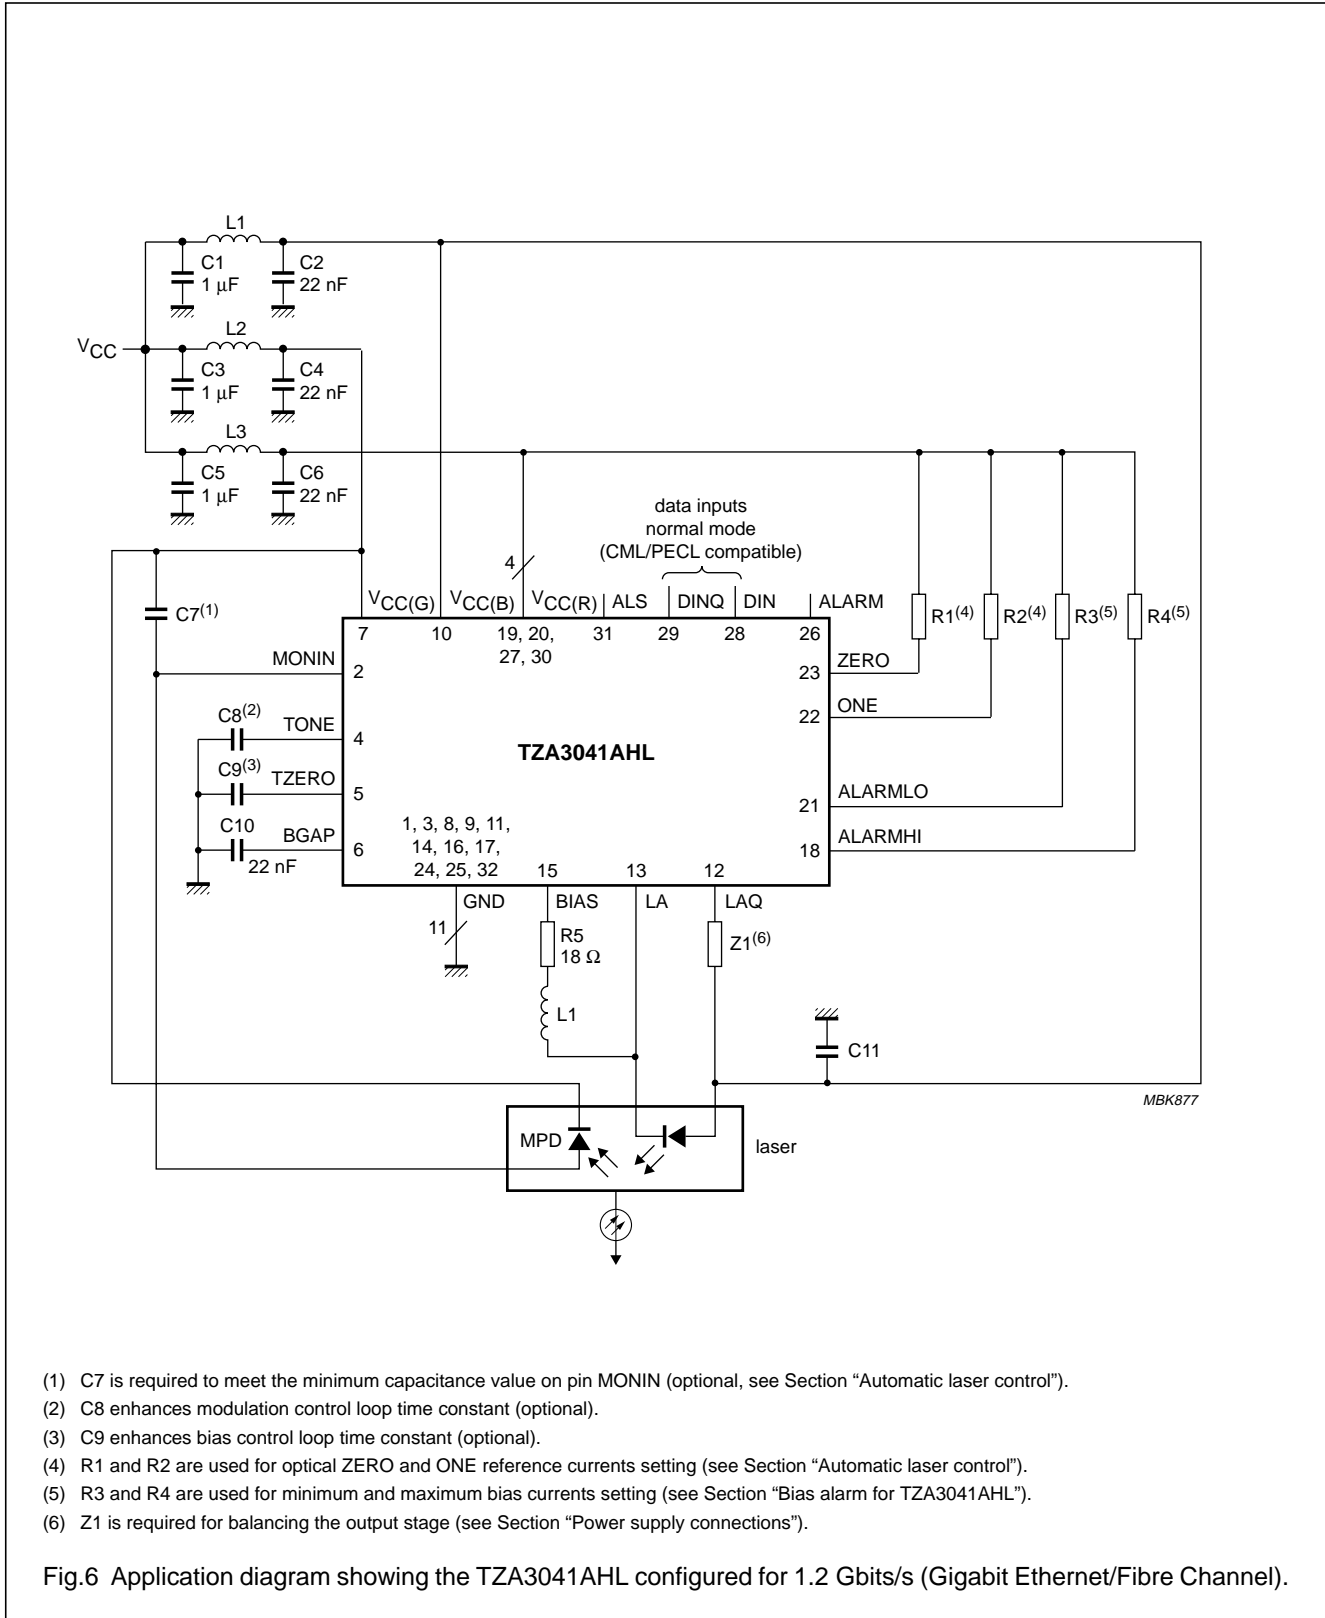 L1
C1
1 μF
C2
22 nF
VCC
L2
C3
1 μF
C4
22 nF
L3
C5
1 μF
C6
22 nF
data inputs
normal mode
(CML/PECL compatible)
4
C7(1)
VCC(G)
VCC(B)
VCC(R)
ALS
DINQ
DIN
ALARM
R1(4)
R2(4)
R3(5)
R4(5)
7
10
19, 20,
27, 30
31
29
28
26
MONIN
2
23
ZERO
C8(2)
TONE
4
22
ONE
TZA3041AHL
C9(3)
TZERO
5
21
ALARMLO
C10
22 nF
BGAP
6
1, 3, 8, 9, 11,
14, 16, 17,
24, 25, 32
18
ALARMHI
15
13
12
GND
BIAS
LA
LAQ
11
R5
18 Ω
Z1(6)
L1
C11
MBK877
MPD
laser
(1) C7 is required to meet the minimum capacitance value on pin MONIN (optional, see Section “Automatic laser control”).
(2) C8 enhances modulation control loop time constant (optional).
(3) C9 enhances bias control loop time constant (optional).
(4) R1 and R2 are used for optical ZERO and ONE reference currents setting (see Section “Automatic laser control”).
(5) R3 and R4 are used for minimum and maximum bias currents setting (see Section “Bias alarm for TZA3041AHL”).
(6) Z1 is required for balancing the output stage (see Section “Power supply connections”).
Fig.6 Application diagram showing the TZA3041AHL configured for 1.2 Gbits/s (Gigabit Ethernet/Fibre Channel).